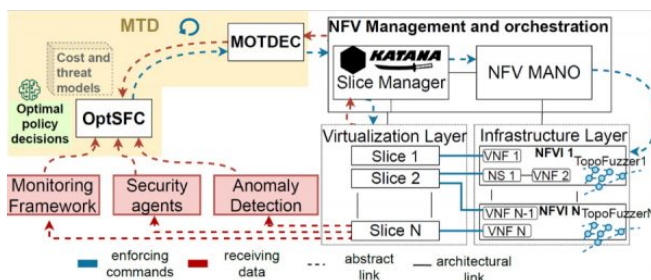 MTD
MOTDEC
Cost and
threat
models
Optimal
policy
decisions
OptSFC
NFV Management and orchestration
KATANA
Slice Manager
NFV MANO
Virtualization Layer
Slice 1
Slice 2
Slice N
Infrastructure Layer
VNF 1
NFVI 1
TopoFuzzer1
NS 1
VNF 2
VNF N-1
NFVI N
TopoFuzzerN
VNF N
Monitoring
Framework
Security
agents
Anomaly
Detection
enforcing
commands
receiving
data
abstract
link
architectural
link